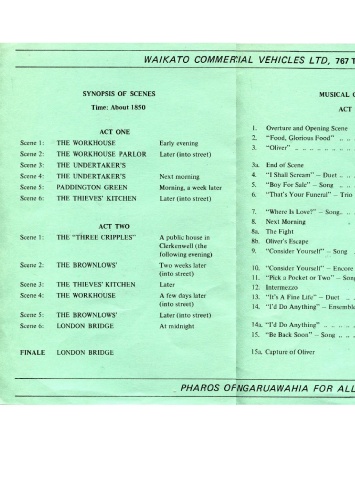 WAIKATO COMMERCIAL VEHICLES LTD, 767 T
SYNOPSIS OF SCENES
Time: About 1850
ACT ONE
Scene 1: THE WORKHOUSE Early evening
Scene 2: THE WORKHOUSE PARLOR Later (into street)
Scene 3: THE UNDERTAKER'S
Scene 4: THE UNDERTAKER'S Next morning
Scene 5: PADDINGTON GREEN Morning, a week later
Scene 6: THE THIEVES' KITCHEN Later (into street)
ACT TWO
Scene 1: THE "THREE CRIPPLES" A public house in
Clerkenwell (the
following evening)
Scene 2: THE BROWNLOWS' Two weeks later
(into street)
Scene 3: THE THIEVES' KITCHEN Later
Scene 4: THE WORKHOUSE A few days later
(into street)
Scene 5: THE BROWNLOWS' Later (into street)
Scene 6: LONDON BRIDGE At midnight
FINALE LONDON BRIDGE
MUSICAL
ACT
1. Overture and Opening Scene
2. "Food, Glorious Food" . . . . .
3. "Oliver" . . . . . . . . . .
3a. End of Scene
4. "I Shall Scream" – Duet . . .
5. "Boy For Sale" – Song . . .
6. "That's Your Funeral" – Trio
7. "Where Is Love?" – Song. .
8. Next Morning
8a. The Fight
8b. Oliver's Escape
9. "Consider Yourself" – Song
10. "Consider Yourself" – Encore
11. "Pick a Pocket or Two" – Song
12. Intermezzo
13. "It's A Fine Life" – Duet . .
14. "I'd Do Anything" – Ensemble
14a. "I'd Do Anything" . . . .
15. "Be Back Soon" – Song . . .
15a. Capture of Oliver
PHAROS OF NGARUAWAHIA FOR ALL